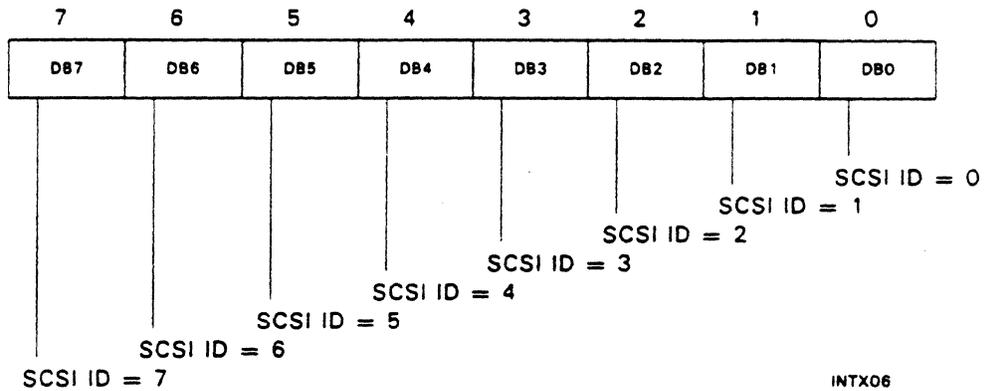 7 6 5 4 3 2 1 0
DB7 DB6 DB5 DB4 DB3 DB2 DB1 DB0
SCSI ID = 0
SCSI ID = 1
SCSI ID = 2
SCSI ID = 3
SCSI ID = 4
SCSI ID = 5
SCSI ID = 6
SCSI ID = 7
INTX06